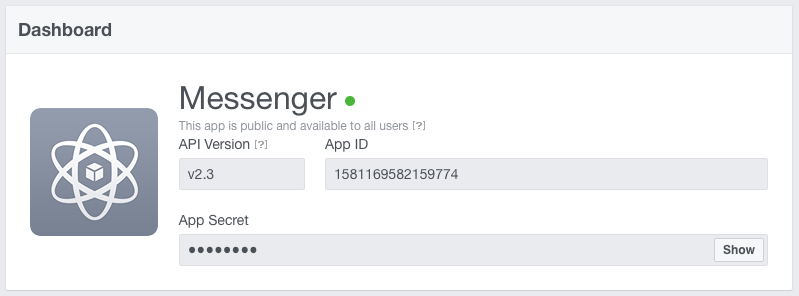 Dashboard
Messenger
This app is public and available to all users [?]
API Version [?] App ID
v2.3 1581169582159774
App Secret
●●●●●●●● Show